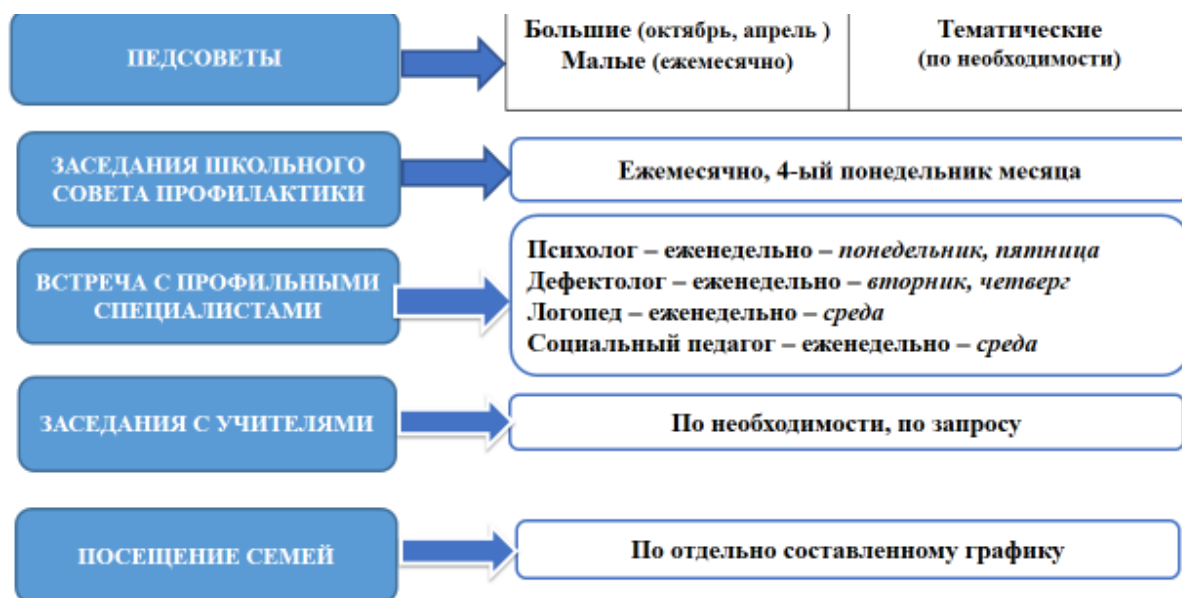 ПЕДСОВЕТЫ
Большие (октябрь, апрель )
Малые (ежемесячно)
Тематические
(по необходимости)
ЗАСЕДАНИЯ ШКОЛЬНОГО
СОВЕТА ПРОФИЛАКТИКИ
Ежемесячно, 4-ый понедельник месяца
ВСТРЕЧА С ПРОФИЛЬНЫМИ
СПЕЦИАЛИСТАМИ
Психолог – еженедельно – понедельник, пятница
Дефектолог – еженедельно – вторник, четверг
Логопед – еженедельно – среда
Социальный педагог – еженедельно – среда
ЗАСЕДАНИЯ С УЧИТЕЛЯМИ
По необходимости, по запросу
ПОСЕЩЕНИЕ СЕМЕЙ
По отдельно составленному графику